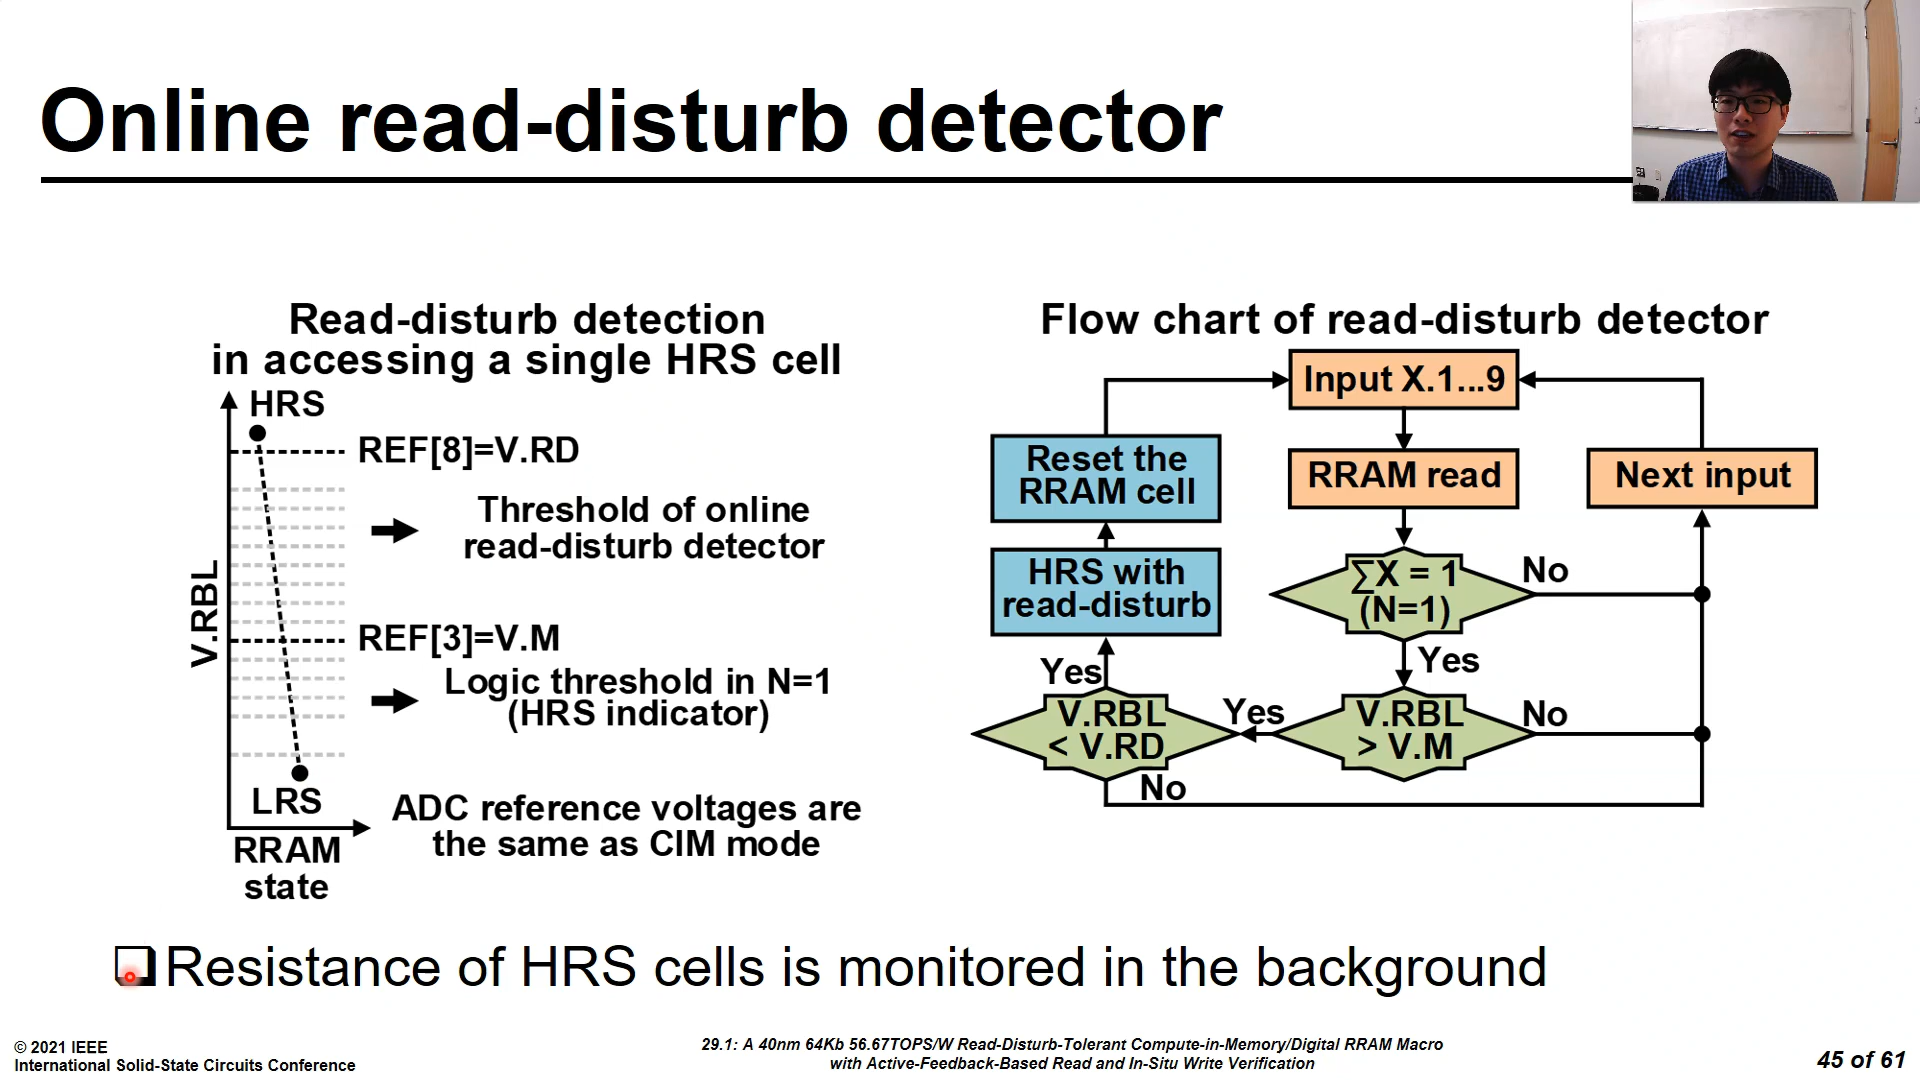 Online read-disturb detector
Read-disturb detection
in accessing a single HRS cell
HRS
REF[8]=V.RD
Threshold of online
read-disturb detector
V.RBL
REF[3]=V.M
Logic threshold in N=1
(HRS indicator)
LRS
RRAM
state
ADC reference voltages are
the same as CIM mode
Flow chart of read-disturb detector
Input X.1...9
Reset the
RRAM cell
RRAM read
Next input
HRS with
read-disturb
∑X = 1
(N=1)
No
Yes
Yes
V.RBL
< V.RD
Yes
V.RBL
> V.M
No
No
❑Resistance of HRS cells is monitored in the background
© 2021 IEEE
International Solid-State Circuits Conference
29.1: A 40nm 64Kb 56.67TOPS/W Read-Disturb-Tolerant Compute-in-Memory/Digital RRAM Macro
with Active-Feedback-Based Read and In-Situ Write Verification
45 of 61